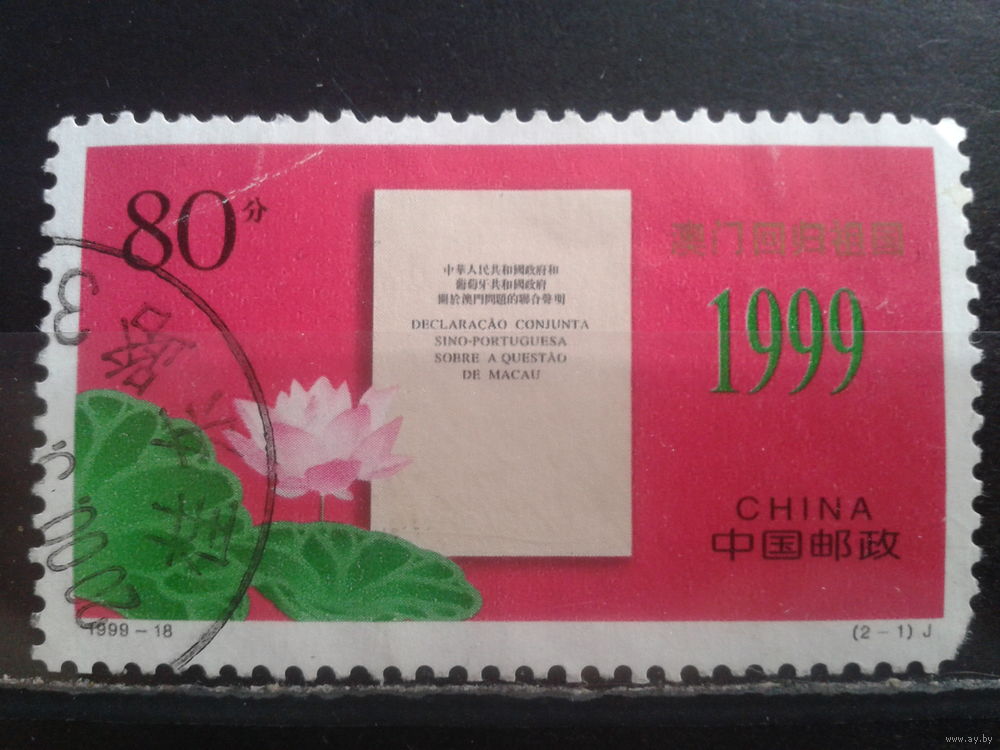 80分
澳门回归祖国
1999
中華人民共和國政府和
葡萄牙共和國政府
關於澳門問題的聯合聲明
DECLARAÇÃO CONJUNTA
SINO-PORTUGUESA
SOBRE A QUESTÃO
DE MACAU
CHINA
中国邮政
1999-18
(2-1) J
www.ay.by